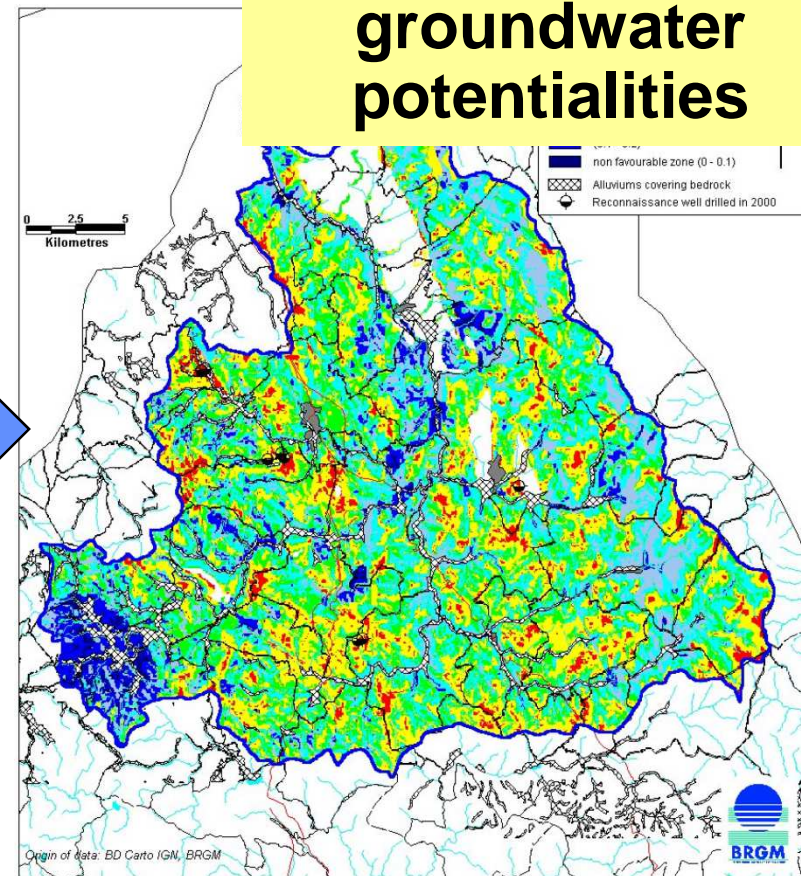 groundwater
potentialities
non favourable zone (0 - 0.1)
Alluviums covering bedrock
Reconnaissance well drilled in 2000
0 2.5 5
Kilometres
Origin of data: BD Carto IGN, BRGM
BRGM